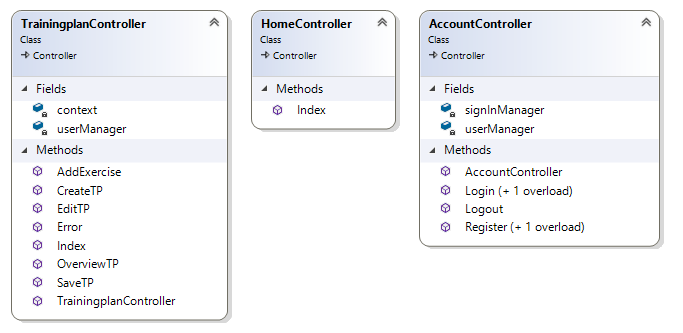 TrainingplanController
Class
Controller
Fields
context
userManager
Methods
AddExercise
CreateTP
EditTP
Error
Index
OverviewTP
SaveTP
TrainingplanController
HomeController
Class
Controller
Methods
Index
AccountController
Class
Controller
Fields
signInManager
userManager
Methods
AccountController
Login (+ 1 overload)
Logout
Register (+ 1 overload)